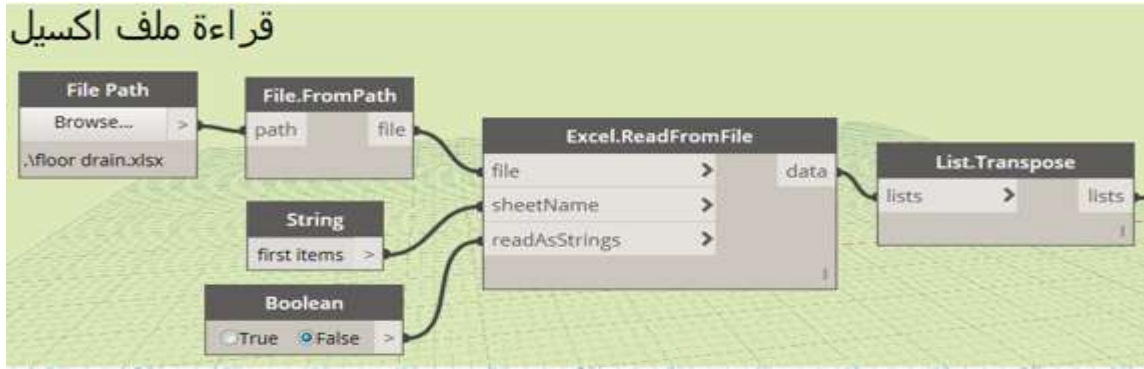 قراءة ملف اكسيل
File Path
Browse... >
.\floor drain.xlsx
File.FromPath
path file
String
first items >
Boolean
True False >
Excel.ReadFromFile
file > data
sheetName >
readAsStrings >
List.Transpose
lists > lists